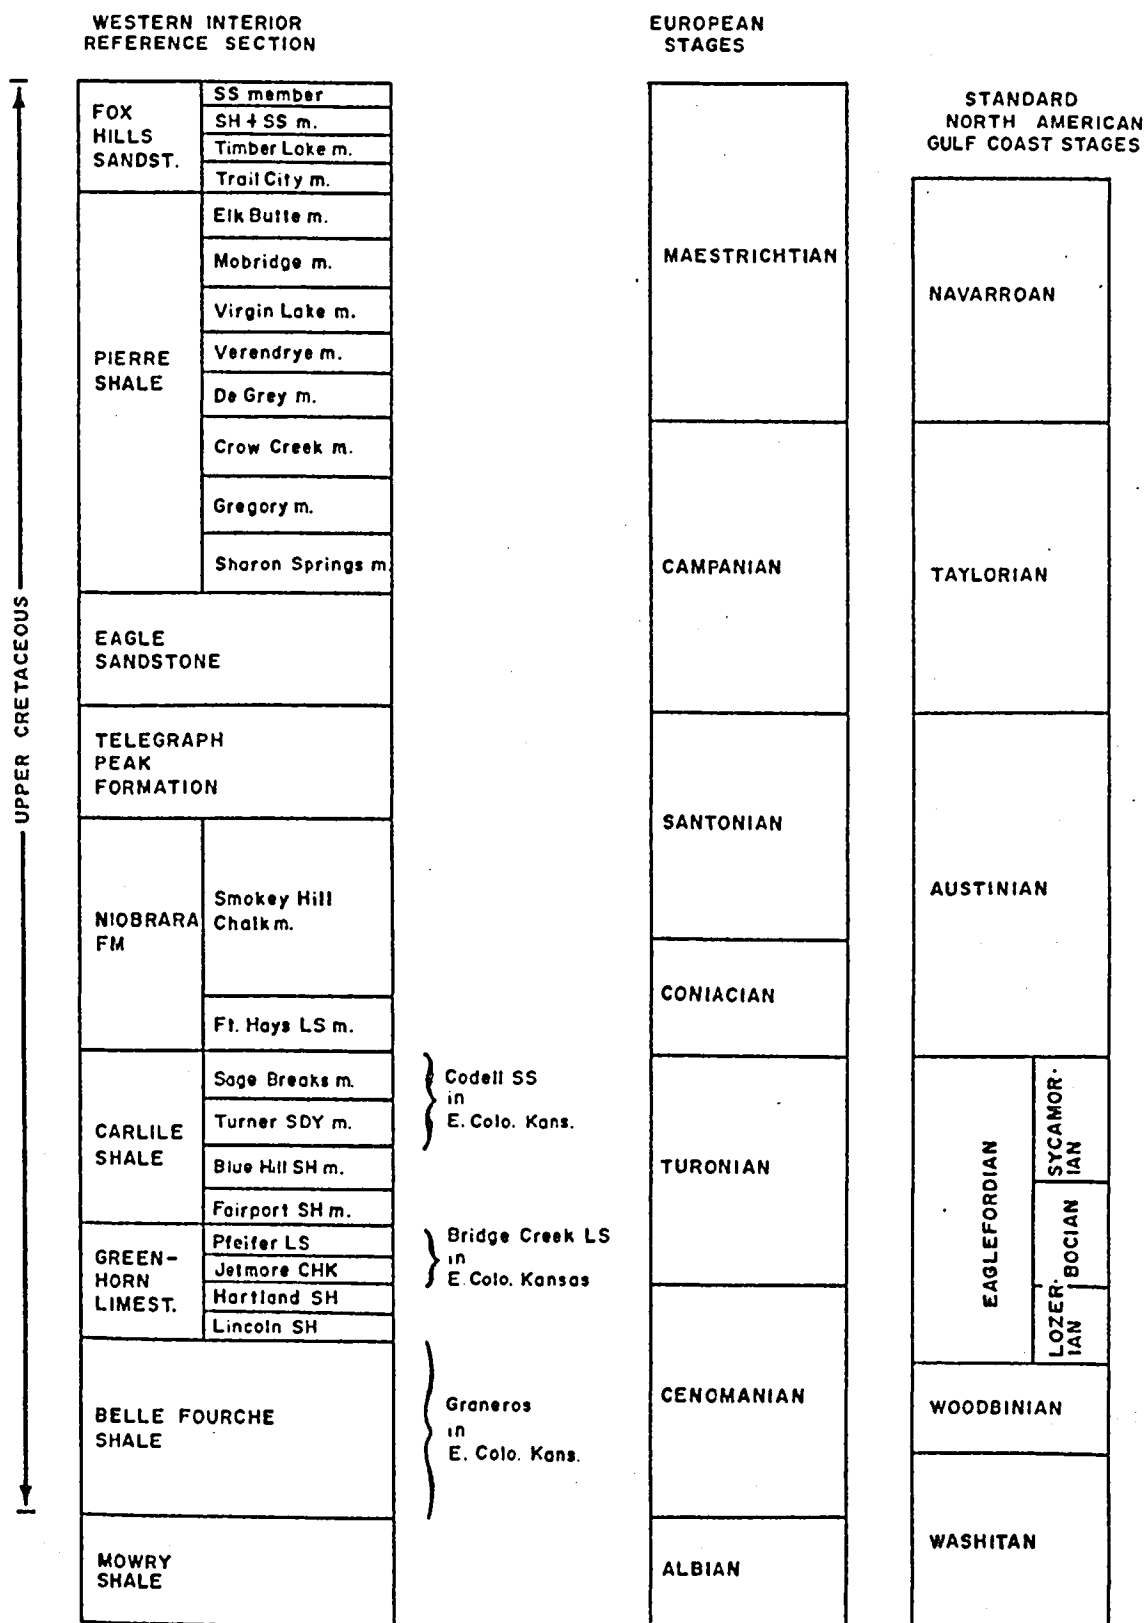 WESTERN INTERIOR
REFERENCE SECTION
UPPER CRETACEOUS
FOX
HILLS
SANDST.
SS member
SH + SS m.
Timber Lake m.
Trail City m.
PIERRE
SHALE
Elk Butte m.
Mobridge m.
Virgin Lake m.
Verendrye m.
De Grey m.
Crow Creek m.
Gregory m.
Sharon Springs m
EAGLE
SANDSTONE
TELEGRAPH
PEAK
FORMATION
NIOBRARA
FM
Smokey Hill
Chalk m.
Ft. Hays LS m.
CARLILE
SHALE
Sage Breaks m.
Turner SDY m.
Blue Hill SH m.
Fairport SH m.
GREEN-
HORN
LIMEST.
Pfeifer LS
Jetmore CHK
Hartland SH
Lincoln SH
BELLE FOURCHE
SHALE
MOWRY
SHALE
Codell SS
in
E. Colo. Kans.
Bridge Creek LS
in
E. Colo. Kansas
Graneros
in
E. Colo. Kans.
EUROPEAN
STAGES
MAESTRICHTIAN
CAMPANIAN
SANTONIAN
CONIACIAN
TURONIAN
CENOMANIAN
ALBIAN
STANDARD
NORTH AMERICAN
GULF COAST STAGES
NAVARROAN
TAYLORIAN
AUSTINIAN
EAGLEFORDIAN
SYCAMOR-
IAN
BOCIAN
LOZER-
IAN
WOODBINIAN
WASHITAN